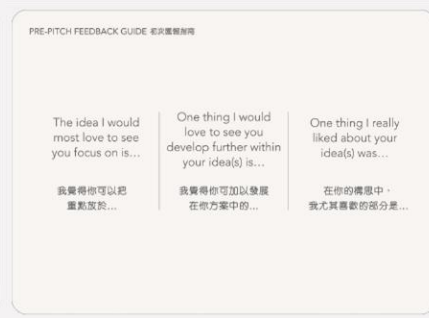 PRE-PITCH FEEDBACK GUIDE 初次匯報指南
The idea I would
most love to see
you focus on is...
我覺得你可以把
重點放於...
One thing I would
love to see you
develop further within
your idea(s) is...
我覺得你可加以發展
在你方案中的...
One thing I really
liked about your
idea(s) was...
在你的構思中，
我尤其喜歡的部分是...